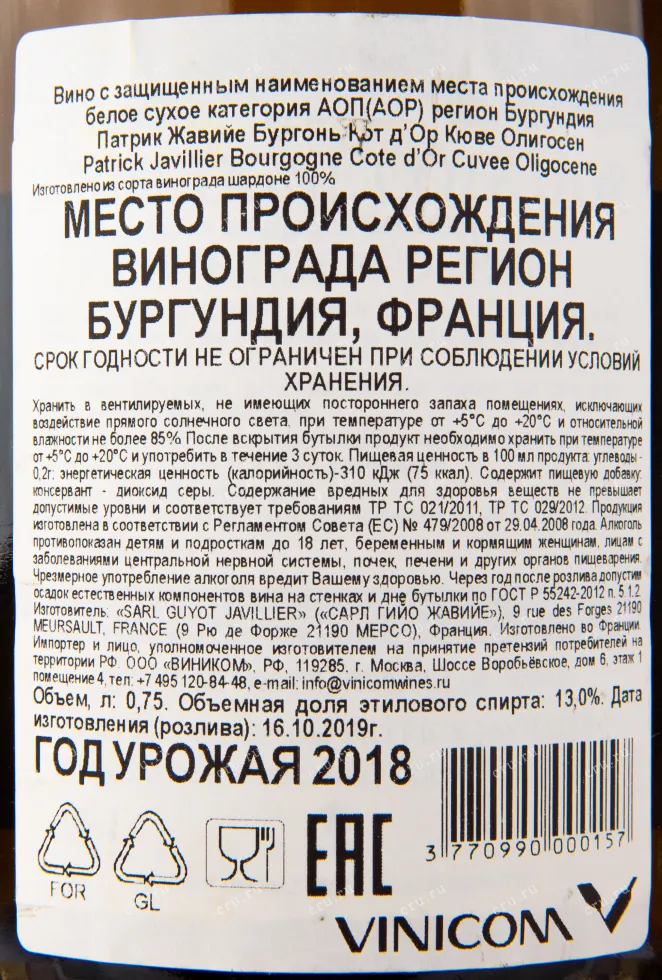 Вино с защищенным наименованием места происхождения
белое сухое категория АОП(АОР) регион Бургундия
Патрик Жавийе Бургонь Кот д'Ор Кюве Олигосен
Patrick Javillier Bourgogne Cote d'Or Cuvee Oligocene
Изготовлено из сорта винограда шардоне 100%
МЕСТО ПРОИСХОЖДЕНИЯ
ВИНОГРАДА РЕГИОН
БУРГУНДИЯ, ФРАНЦИЯ.
СРОК ГОДНОСТИ НЕ ОГРАНИЧЕН ПРИ СОБЛЮДЕНИИ УСЛОВИЙ
ХРАНЕНИЯ.
Хранить в вентилируемых, не имеющих постороннего запаха помещениях, исключающих
воздействие прямого солнечного света, при температуре от +5°С до +20°С и относительной
влажности не более 85% После вскрытия бутылки продукт необходимо хранить при температуре
от +5°С до +20°С и употребить в течение 3 суток. Пищевая ценность в 100 мл продукта: углеводы -
0,2г; энергетическая ценность (калорийность)-310 кДж (75 ккал). Содержит пищевую добавку:
консервант - диоксид серы. Содержание вредных для здоровья веществ не превышает
допустимые уровни и соответствует требованиям ТР ТС 021/2011, ТР ТС 029/2012. Продукция
изготовлена в соответствии с Регламентом Совета (ЕС) № 479/2008 от 29.04.2008 года. Алкоголь
противопоказан детям и подросткам до 18 лет, беременным и кормящим женщинам, лицам с
заболеваниями центральной нервной системы, почек, печени и других органов пищеварения.
Чрезмерное употребление алкоголя вредит Вашему здоровью. Через год после розлива допустим
осадок естественных компонентов вина на стенках и дне бутылки по ГОСТ Р 55242-2012 п. 5.1.2.
Изготовитель: «SARL GUYOT JAVILLIER» («САРЛ ГИЙО ЖАВИЙЕ»), 9 rue des Forges 21190
MEURSAULT, FRANCE (9 Рю де Форже 21190 МЕРСО), Франция. Изготовлено во Франции.
Импортер и лицо, уполномоченное изготовителем на принятие претензий потребителей на
территории РФ: ООО «ВИНИКОМ», РФ, 119285. г. Москва, Шоссе Воробьёвское, дом 6, этаж 1
помещение 4, тел: +7 495 120-84-48, e-mail: info@vinicomwines.ru
Объем, л: 0,75. Объемная доля этилового спирта: 13,0%. Дата
изготовления (розлива): 16.10.2019г.
ГОД УРОЖАЯ 2018
3 770990 000157
FOR
GL
EAC
VINICOM